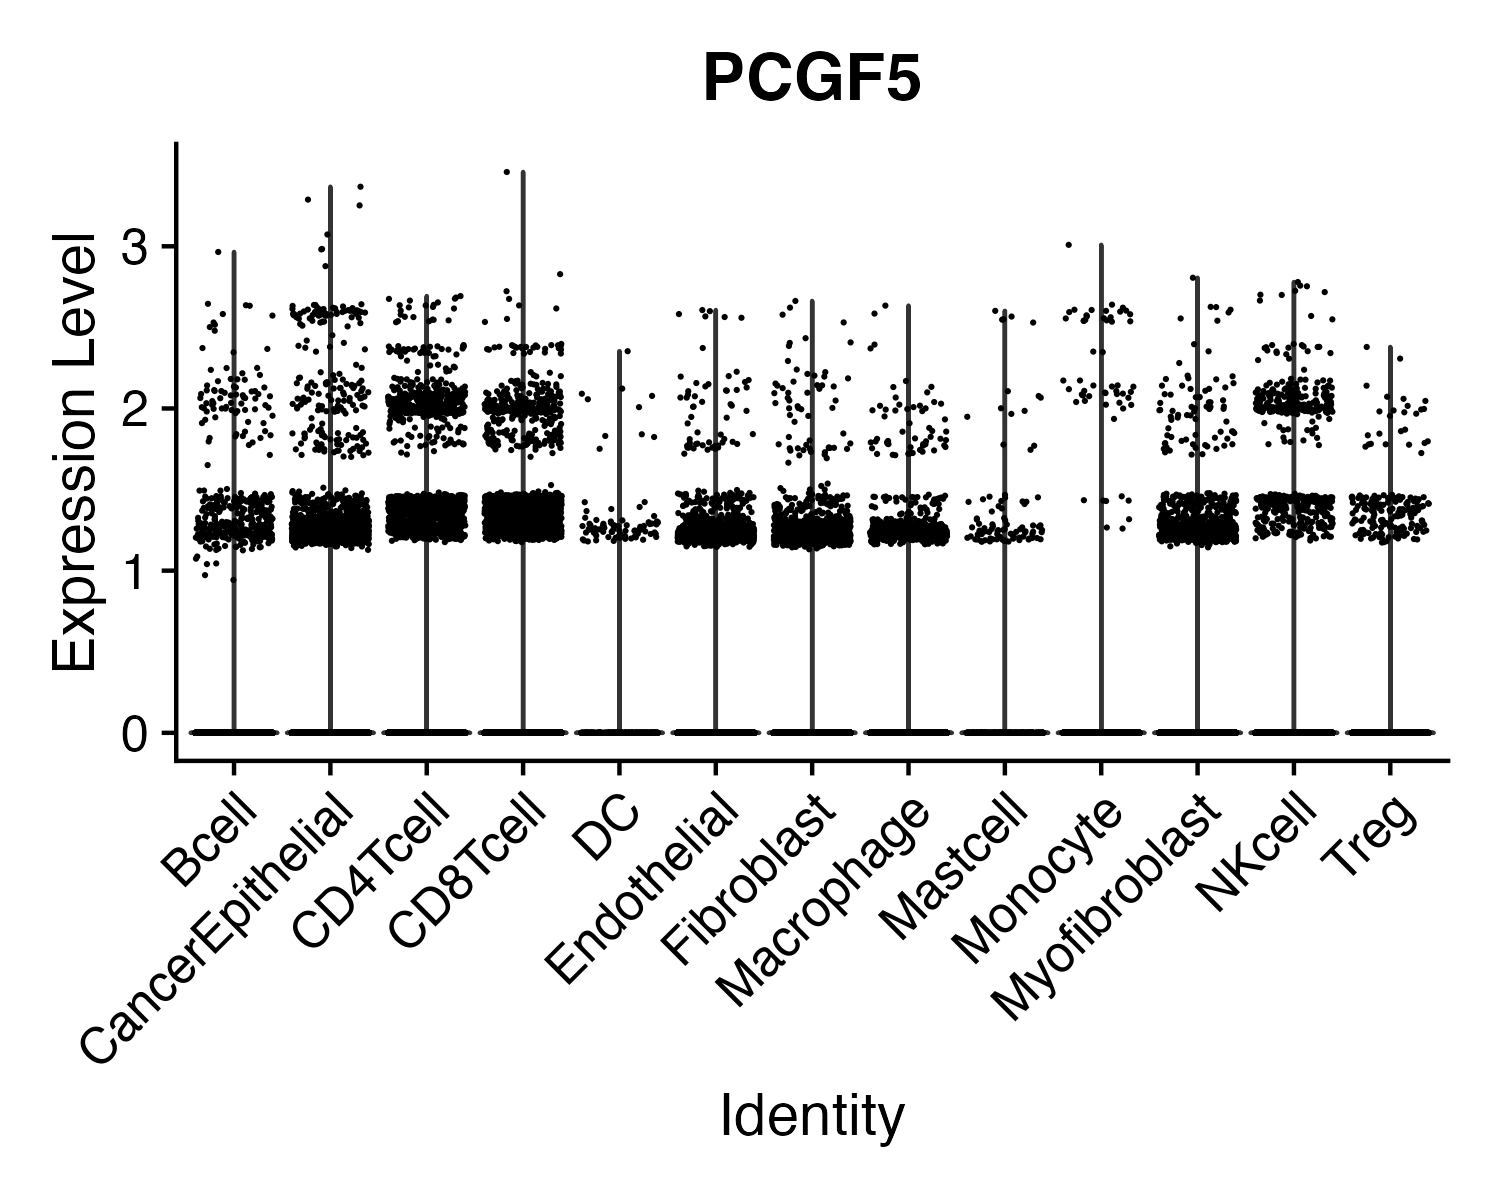 PCGF5
Expression Level
3
2
1
0
Bcell
CancerEpithelial
CD4Tcell
CD8Tcell
DC
Endothelial
Fibroblast
Macrophage
Mastcell
Monocyte
Myofibroblast
NKcell
Treg
Identity